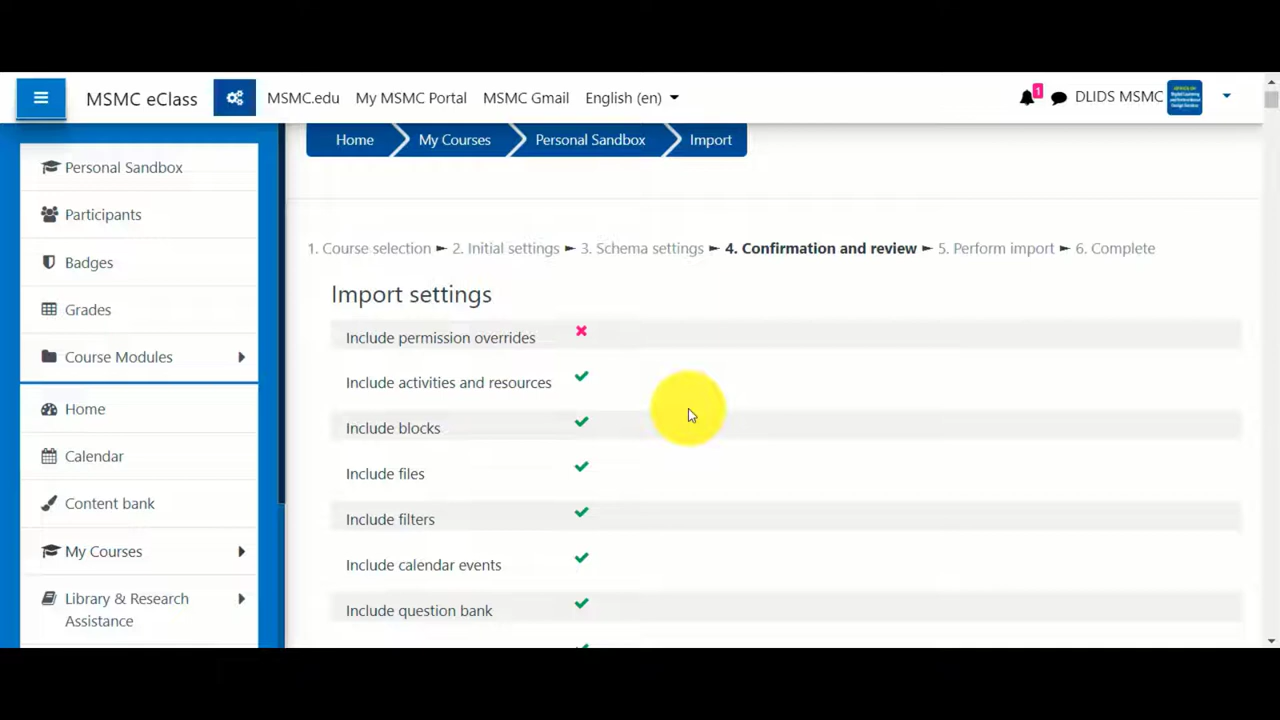 MSMC eClass
MSMC.edu
My MSMC Portal
MSMC Gmail
English (en)
1
DLIDS MSMC
Home
My Courses
Personal Sandbox
Import
Personal Sandbox
Participants
Badges
Grades
Course Modules
Home
Calendar
Content bank
My Courses
Library & Research
Assistance
1. Course selection ► 2. Initial settings ► 3. Schema settings ► 4. Confirmation and review ► 5. Perform import ► 6. Complete
Import settings
Include permission overrides
Include activities and resources
Include blocks
Include files
Include filters
Include calendar events
Include question bank